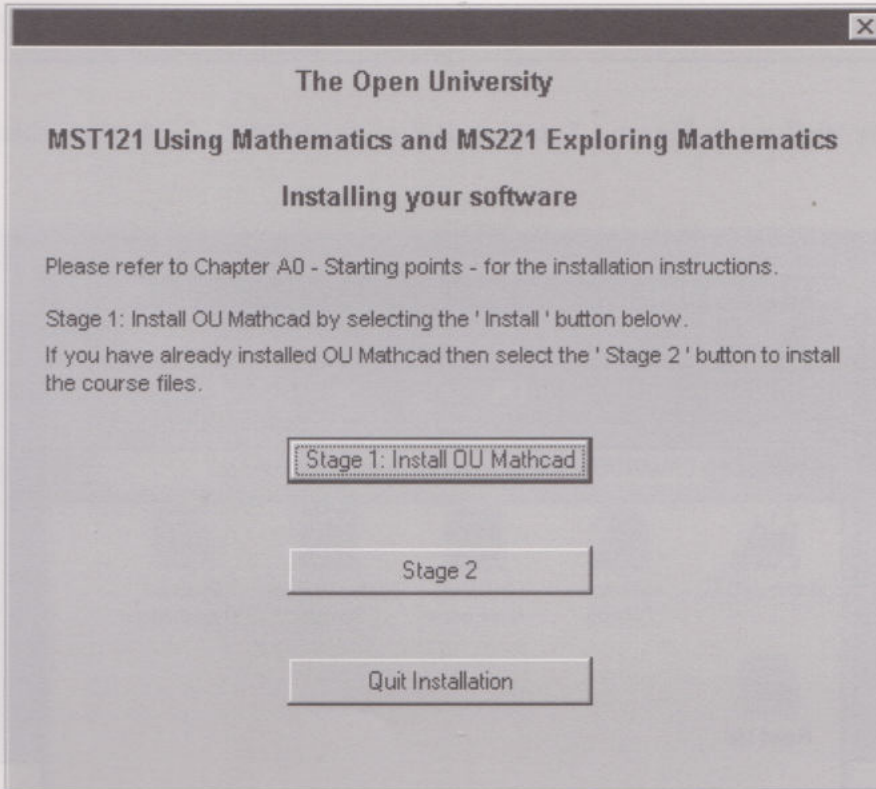 The Open University
MST121 Using Mathematics and MS221 Exploring Mathematics
Installing your software
Please refer to Chapter A0 - Starting points - for the installation instructions.
Stage 1: Install OU Mathcad by selecting the ' Install ' button below.
If you have already installed OU Mathcad then select the ' Stage 2 ' button to install
the course files.
Stage 1: Install OU Mathcad
Stage 2
Quit Installation